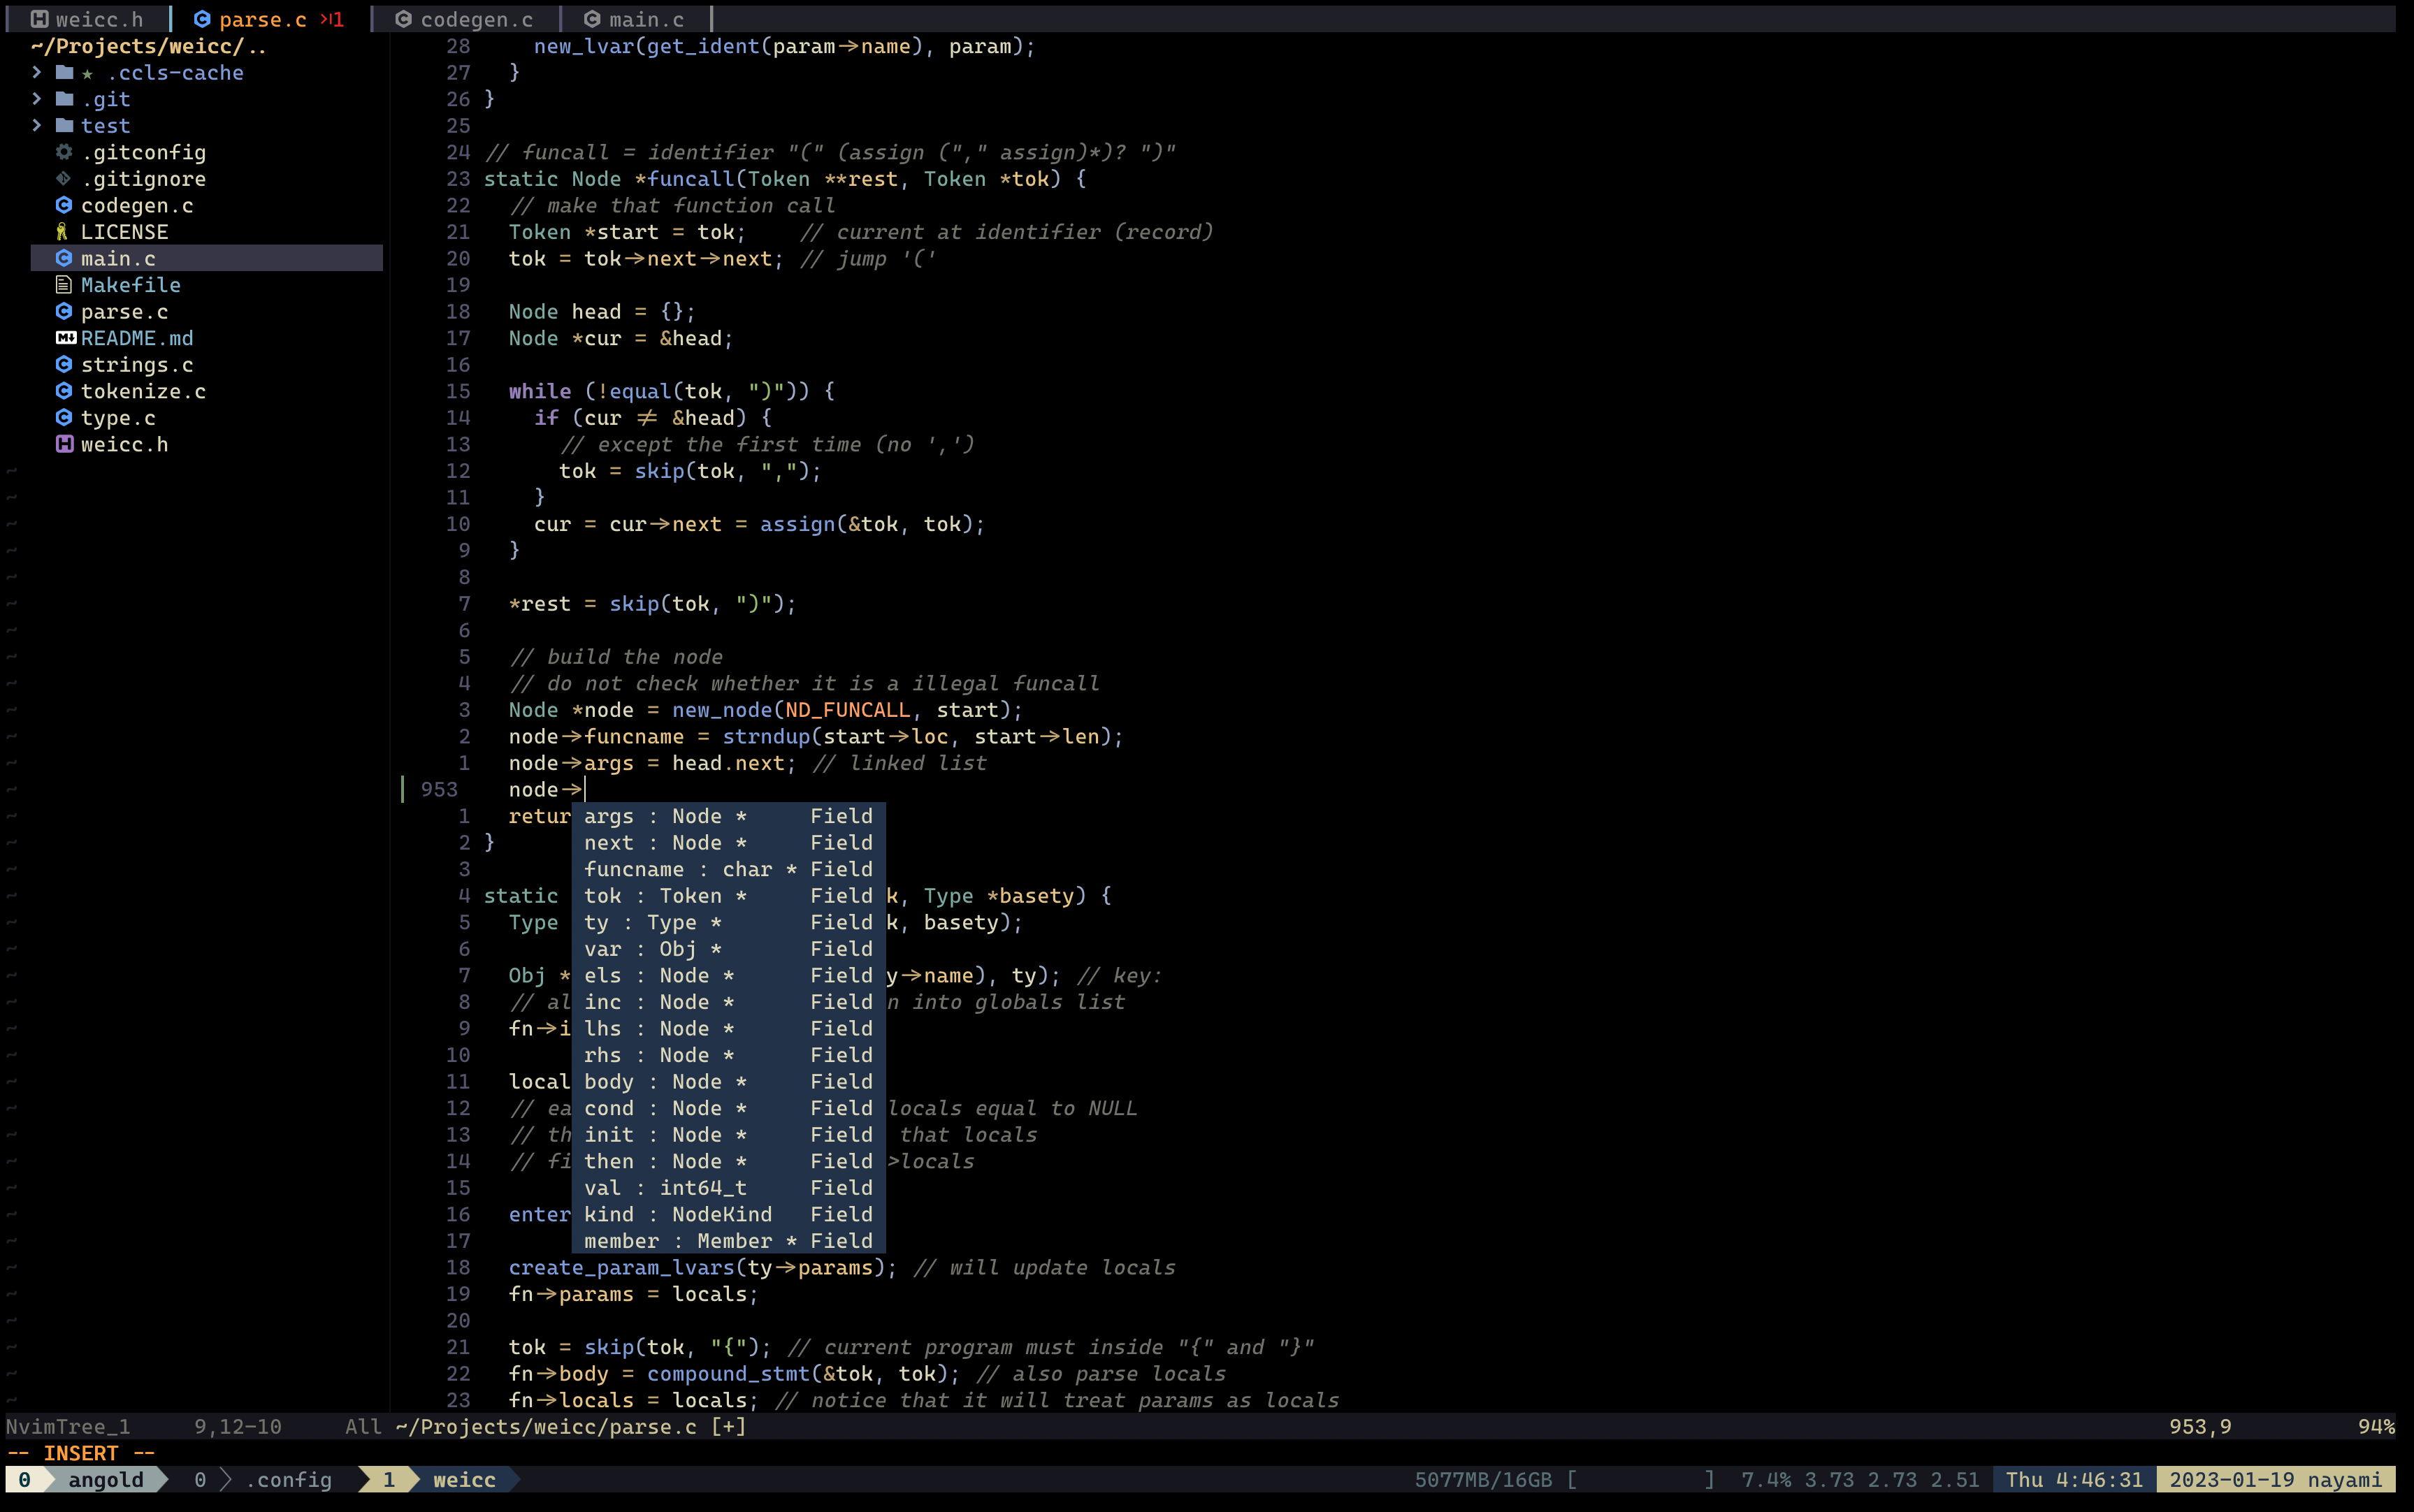 weicc.h parse.c 1 codegen.c main.c
~/Projects/weicc/..
.ccls-cache
.git
test
.gitconfig
.gitignore
codegen.c
LICENSE
main.c
Makefile
parse.c
README.md
strings.c
tokenize.c
type.c
weicc.h
28 new_lvar(get_ident(param->name), param);
27 }
26 }
25
24 // funcall = identifier "(" (assign ("," assign)*)? ")"
23 static Node *funcall(Token **rest, Token *tok) {
22 // make that function call
21 Token *start = tok; // current at identifier (record)
20 tok = tok->next->next; // jump '('
19
18 Node head = {};
17 Node *cur = &head;
16
15 while (!equal(tok, ")")) {
14 if (cur != &head) {
13 // except the first time (no ',')
12 tok = skip(tok, ",");
11 }
10 cur = cur->next = assign(&tok, tok);
9 }
8
7 *rest = skip(tok, ")");
6
5 // build the node
4 // do not check whether it is a illegal funcall
3 Node *node = new_node(ND_FUNCALL, start);
2 node->funcname = strndup(start->loc, start->len);
1 node->args = head.next; // linked list
953 node->
1 retur args : Node * Field
2 } next : Node * Field
3 funcname : char * Field
4 static tok : Token * Field k, Type *basety) {
5 Type ty : Type * Field k, basety);
6 var : Obj * Field
7 Obj * els : Node * Field y->name), ty); // key:
8 // al inc : Node * Field n into globals list
9 fn->i lhs : Node * Field
10 rhs : Node * Field
11 local body : Node * Field
12 // ea cond : Node * Field locals equal to NULL
13 // th init : Node * Field that locals
14 // fi then : Node * Field >locals
15 val : int64_t Field
16 enter kind : NodeKind Field
17 member : Member * Field
18 create_param_lvars(ty->params); // will update locals
19 fn->params = locals;
20
21 tok = skip(tok, "{"); // current program must inside "{" and "}"
22 fn->body = compound_stmt(&tok, tok); // also parse locals
23 fn->locals = locals; // notice that it will treat params as locals
NvimTree_1 9,12-10 All ~/Projects/weicc/parse.c [+] 953,9 94%
-- INSERT --
0 angold 0 .config 1 weicc 5077MB/16GB [ ] 7.4% 3.73 2.73 2.51 Thu 4:46:31 2023-01-19 nayami